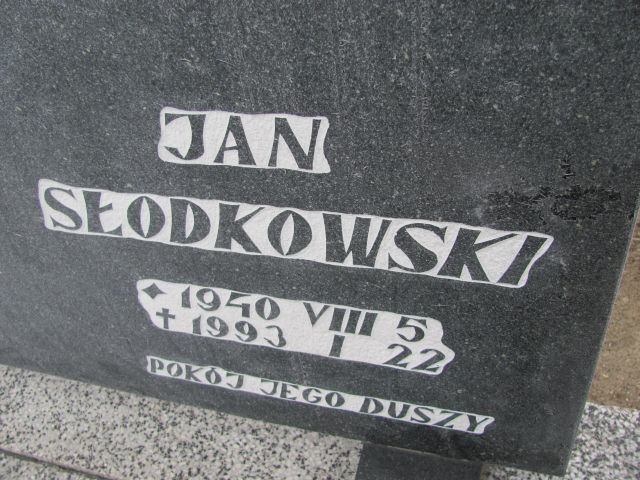 JAN
SŁODKOWSKI
✦ 1940 VIII 5
✝ 1993 I 22
POKÓJ JEGO DUSZY